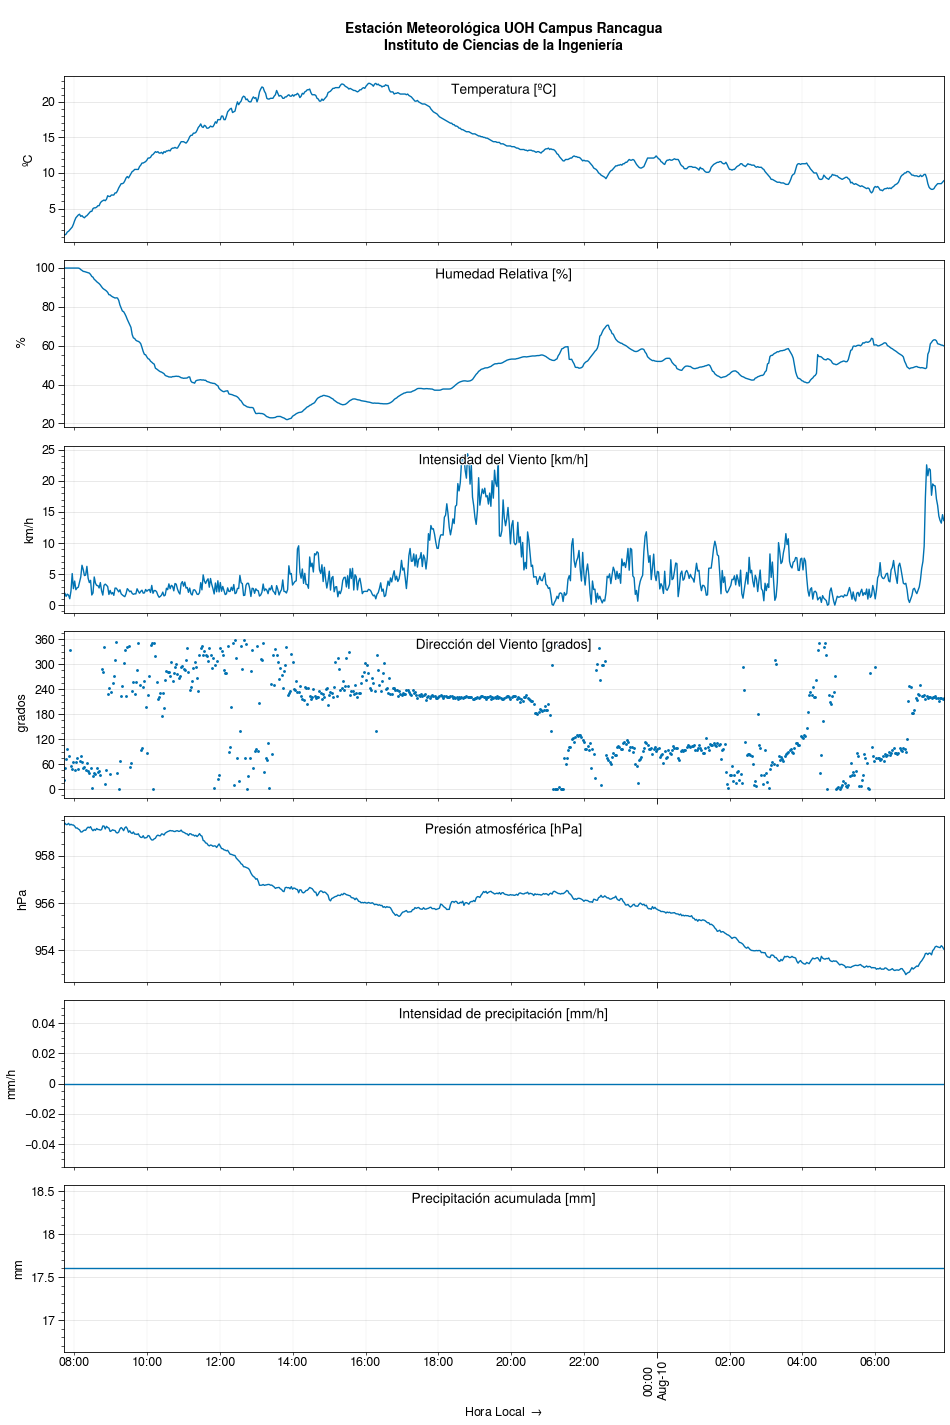 Estación Meteorológica UOH Campus Rancagua
Instituto de Ciencias de la Ingeniería
Temperatura [ºC]
ºC
20
15
10
5
Humedad Relativa [%]
%
100
80
60
40
20
Intensidad del Viento [km/h]
km/h
25
20
15
10
5
0
Dirección del Viento [grados]
grados
360
300
240
180
120
60
0
Presión atmosférica [hPa]
hPa
958
956
954
Intensidad de precipitación [mm/h]
mm/h
0.04
0.02
0
−0.02
−0.04
Precipitación acumulada [mm]
mm
18.5
18
17.5
17
08:00 10:00 12:00 14:00 16:00 18:00 20:00 22:00 00:00 02:00 04:00 06:00
Aug-10
Hora Local →